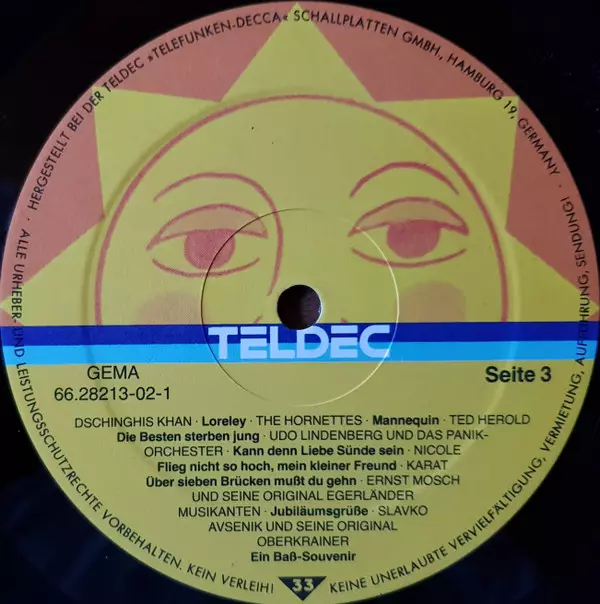 · HERGESTELLT BEI DER TELDEC »TELEFUNKEN-DECCA« SCHALLPLATTEN GMBH, HAMBURG 19, GERMANY ·
TELDEC
GEMA
66.28213-02-1
Seite 3
DSCHINGHIS KHAN · Loreley · THE HORNETTES · Mannequin · TED HEROLD
Die Besten sterben jung · UDO LINDENBERG UND DAS PANIK-
ORCHESTER · Kann denn Liebe Sünde sein · NICOLE
Flieg nicht so hoch, mein kleiner Freund · KARAT
Über sieben Brücken mußt du gehn · ERNST MOSCH
UND SEINE ORIGINAL EGERLÄNDER
MUSIKANTEN · Jubiläumsgrüße · SLAVKO
AVSENIK UND SEINE ORIGINAL
OBERKRAINER
Ein Baß-Souvenir
33
· ALLE URHEBER- UND LEISTUNGSSCHUTZRECHTE VORBEHALTEN. KEIN VERLEIH! KEINE UNERLAUBTE VERVIELFÄLTIGUNG, VERMIETUNG, AUFFÜHRUNG, SENDUNG!